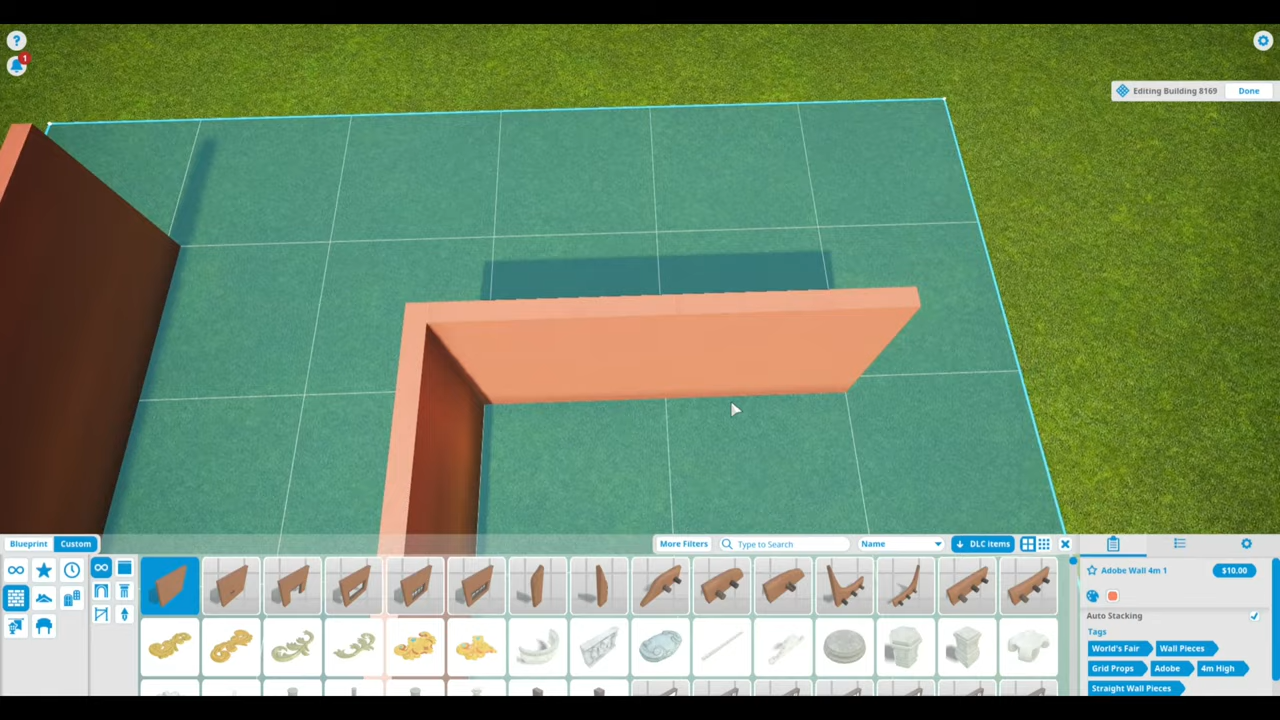 ?
1
Editing Building 8169
Done
Blueprint
Custom
More Filters
Type to Search
Name
DLC Items
Adobe Wall 4m 1
$10.00
Auto Stacking
Tags
World's Fair
Wall Pieces
Grid Props
Adobe
4m High
Straight Wall Pieces